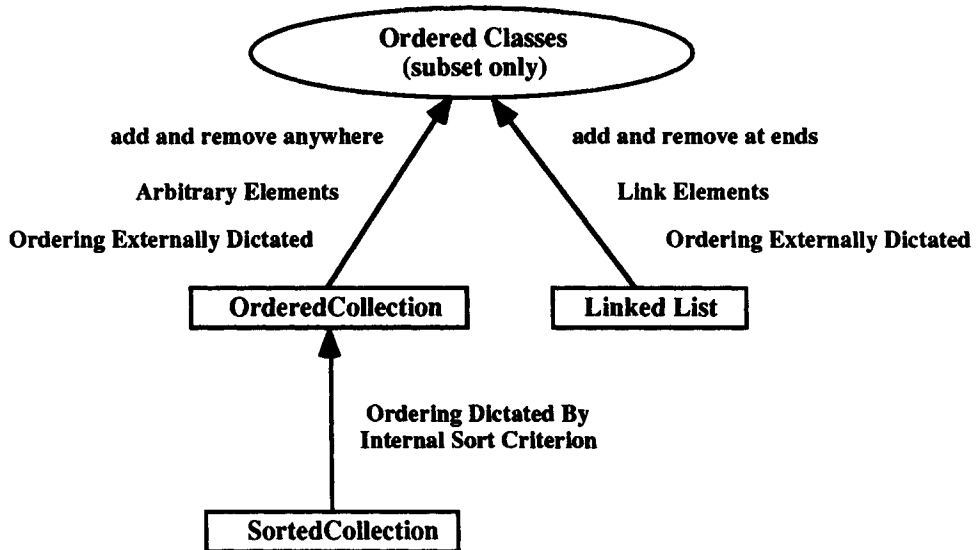 Ordered Classes
(subset only)
add and remove anywhere
add and remove at ends
Arbitrary Elements
Link Elements
Ordering Externally Dictated
Ordering Externally Dictated
OrderedCollection
Linked List
Ordering Dictated By
Internal Sort Criterion
SortedCollection